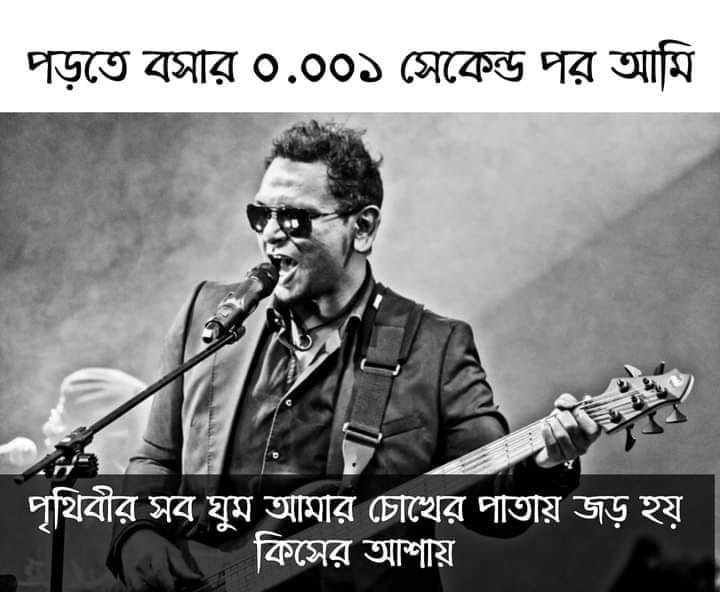 পড়তে বসার ০.০০১ সেকেন্ড পর আমি
পৃথিবীর সব ঘুম আমার চোখের পাতায় জড় হয়
কিসের আশায়